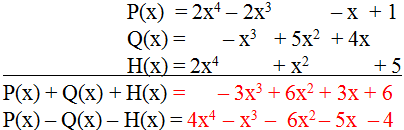 P(x) = 2x⁴ – 2x³ – x + 1
Q(x) = – x³ + 5x² + 4x
H(x) = 2x⁴ + x² + 5
P(x) + Q(x) + H(x) = – 3x³ + 6x² + 3x + 6
P(x) – Q(x) – H(x) = 4x⁴ – x³ – 6x² – 5x – 4